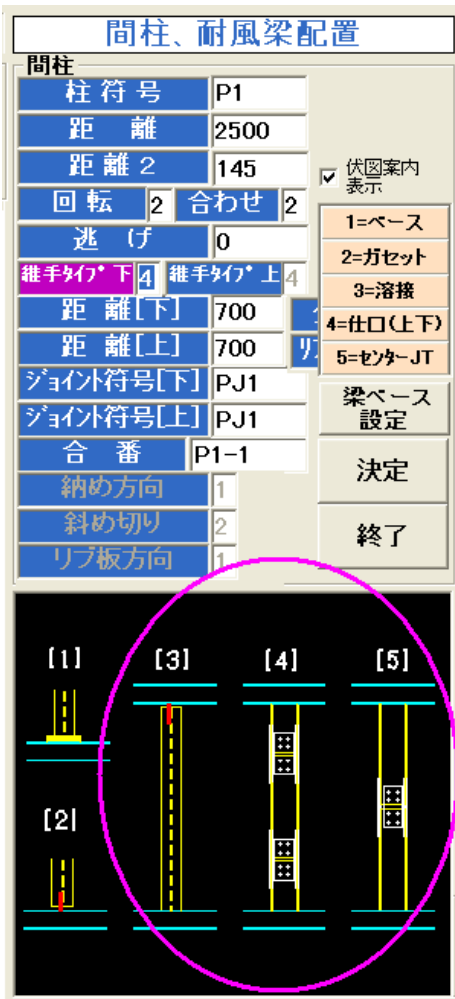 間柱、耐風梁配置
間柱
柱 符 号 P1
距　離 2500
距 離 2 145
伏図案内
表示
回 転 2 合わせ 2
逃 げ 0
1=ベース
2=ガセット
3=溶接
4=仕口(上下)
5=センターJT
継手ﾀｲﾌﾟ 下 4 継手ﾀｲﾌﾟ 上 4
距 離[下] 700
距 離[上] 700
ジョイント符号[下] PJ1
ジョイント符号[上] PJ1
合 番 P1-1
梁ベース
設定
納め方向 1
斜め切り 2
リブ板方向 1
決定
終了
[1] [3] [4] [5]
[2]